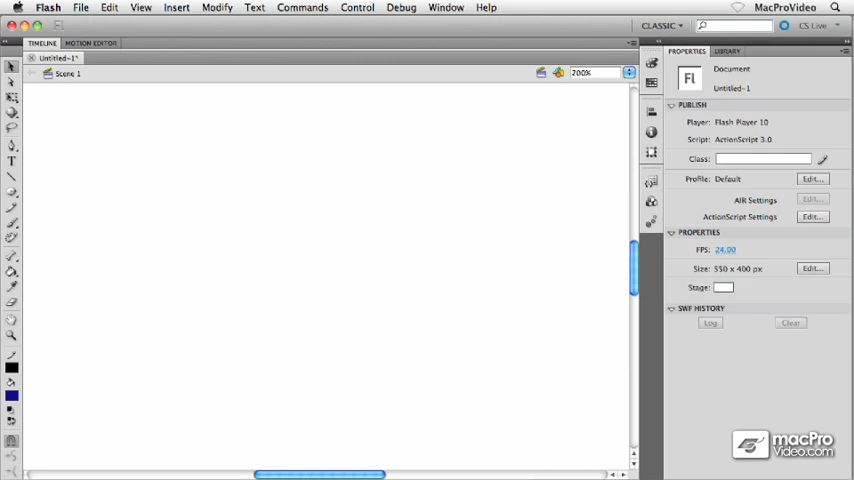 Flash File Edit View Insert Modify Text Commands Control Debug Window Help MacProVideo
Fl CLASSIC CS Live
TIMELINE MOTION EDITOR
Untitled-1*
Scene 1 200%
PROPERTIES LIBRARY
Fl Document
Untitled-1
PUBLISH
Player: Flash Player 10
Script: ActionScript 3.0
Class:
Profile: Default Edit...
AIR Settings Edit...
ActionScript Settings Edit...
PROPERTIES
FPS: 24.00
Size: 550 x 400 px Edit...
Stage:
SWF HISTORY
Log Clear
macPro
Video.com
T